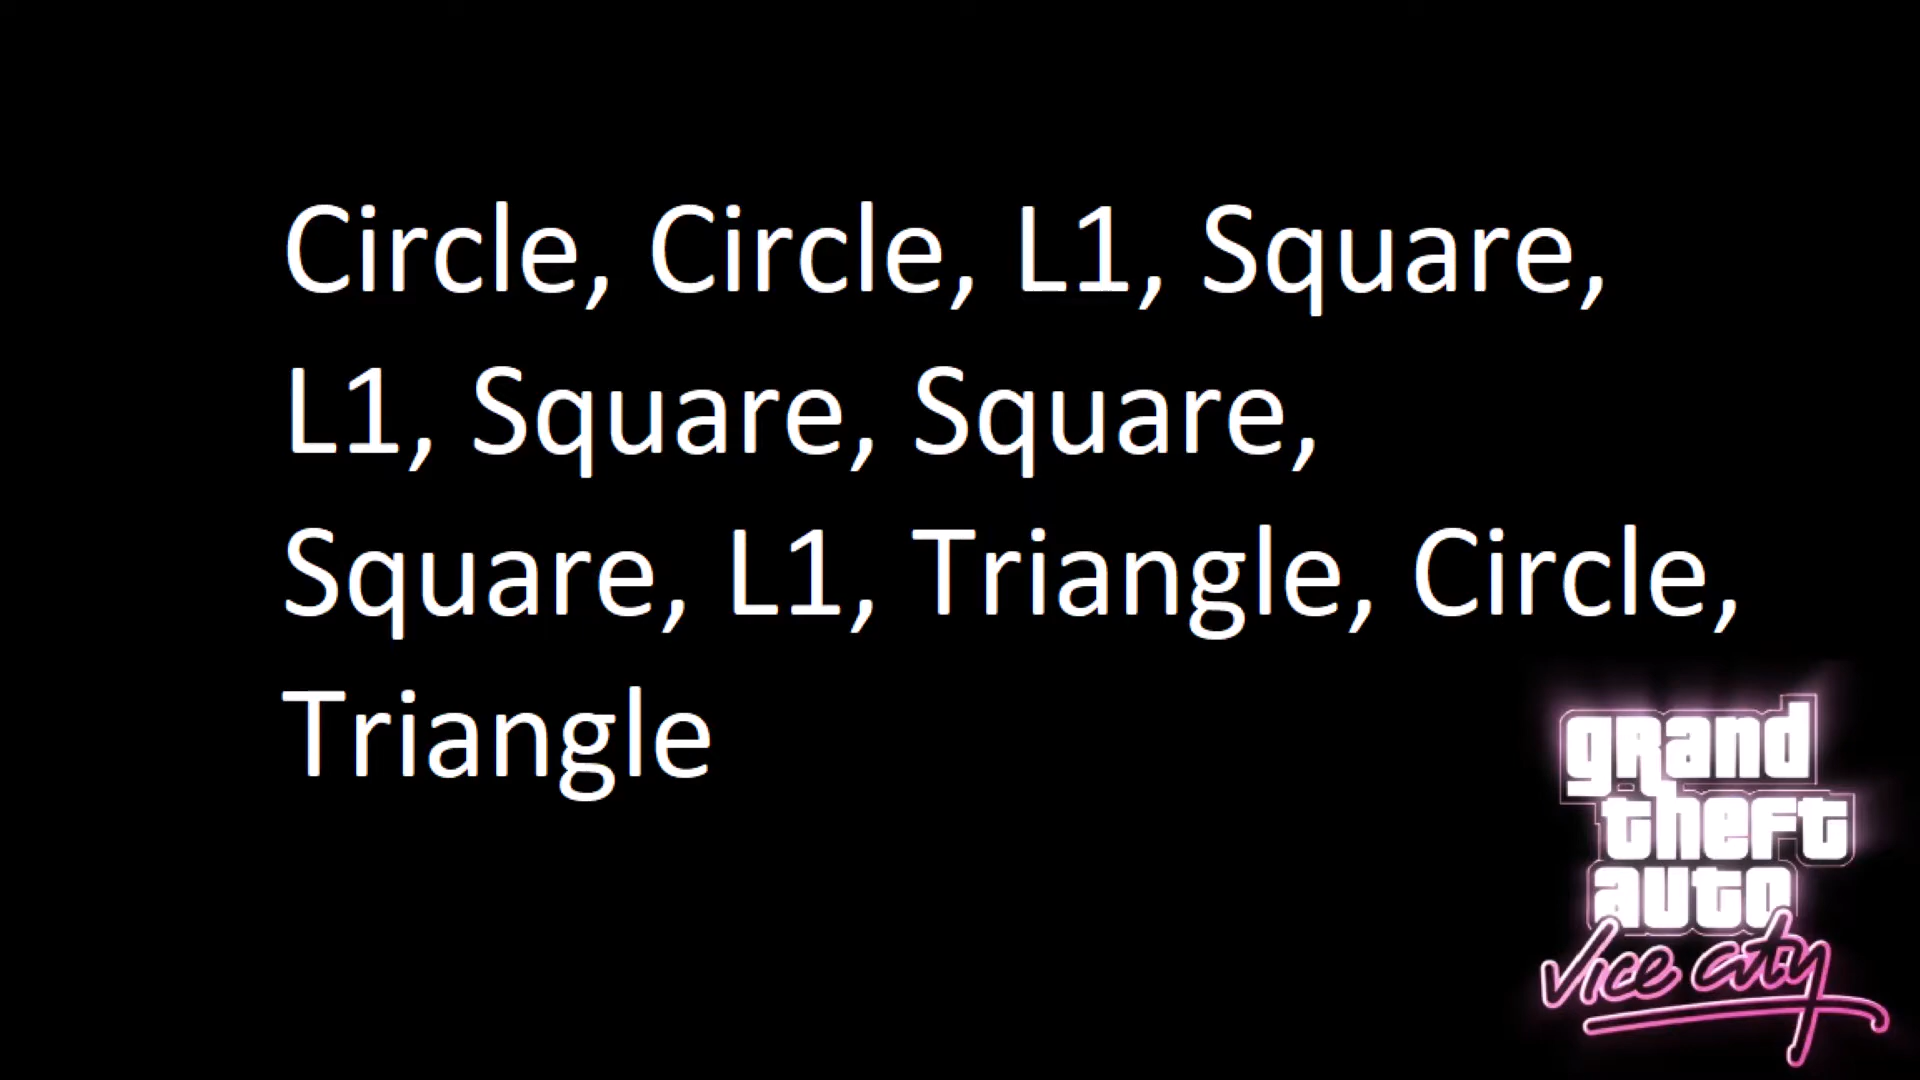 Circle, Circle, L1, Square,
L1, Square, Square,
Square, L1, Triangle, Circle,
Triangle
grand
theft
auto
Vice City